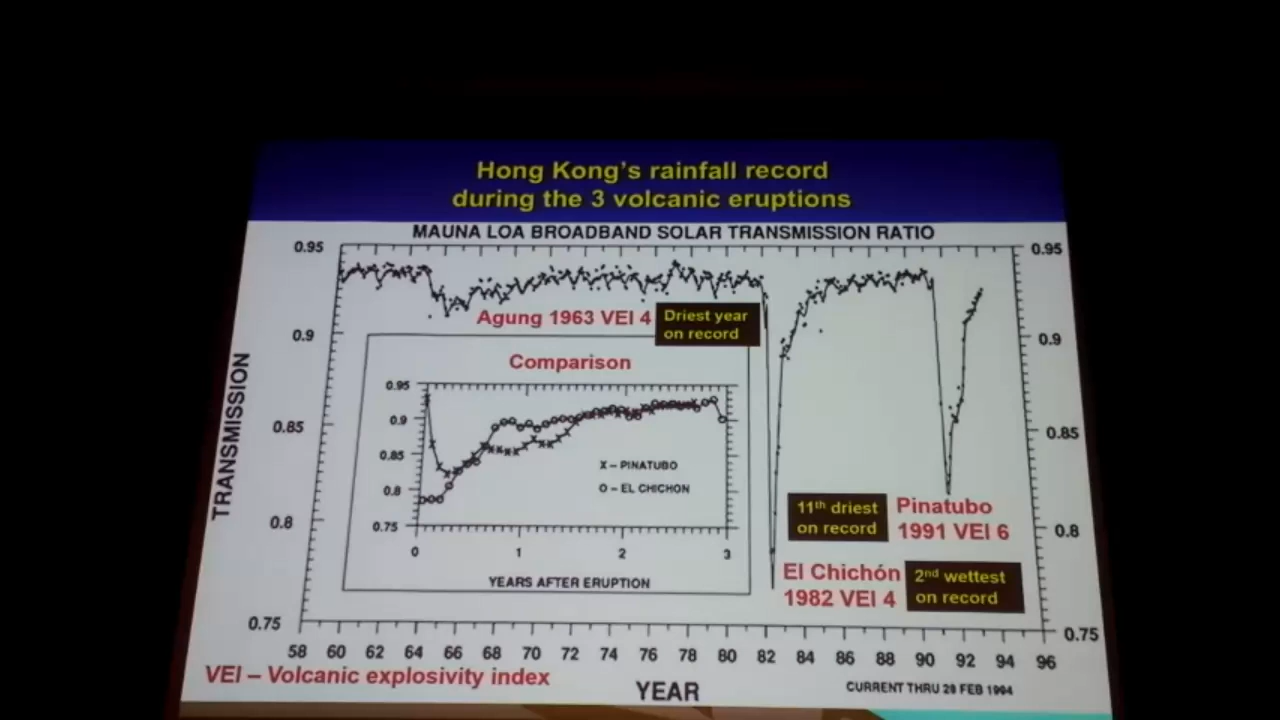 Hong Kong's rainfall record
during the 3 volcanic eruptions
MAUNA LOA BROADBAND SOLAR TRANSMISSION RATIO
0.95
0.95
0.9
0.9
0.85
0.85
0.8
0.8
0.75
0.75
TRANSMISSION
Agung 1963 VEI 4
Driest year
on record
Comparison
0.95
0.9
0.85
0.8
0.75
X – PINATUBO
O – EL CHICHON
0 1 2 3
YEARS AFTER ERUPTION
11th driest
on record
Pinatubo
1991 VEI 6
El Chichón
1982 VEI 4
2nd wettest
on record
58 60 62 64 66 68 70 72 74 76 78 80 82 84 86 88 90 92 94 96
VEI – Volcanic explosivity index
YEAR
CURRENT THRU 28 FEB 1994